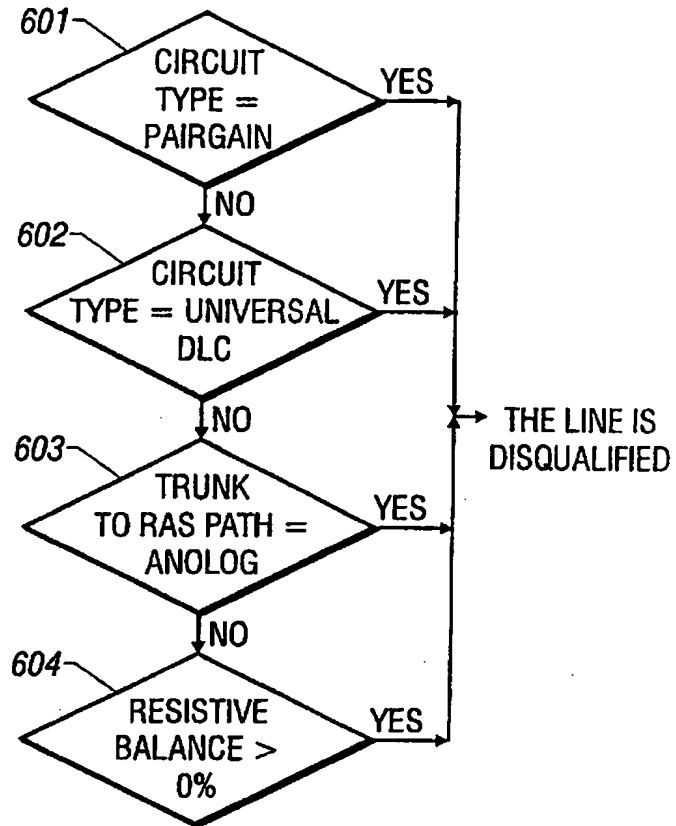 601
CIRCUIT
TYPE =
PAIRGAIN
YES
NO
602
CIRCUIT
TYPE = UNIVERSAL
DLC
YES
NO
THE LINE IS
DISQUALIFIED
603
TRUNK
TO RAS PATH =
ANOLOG
YES
NO
604
RESISTIVE
BALANCE >
0%
YES